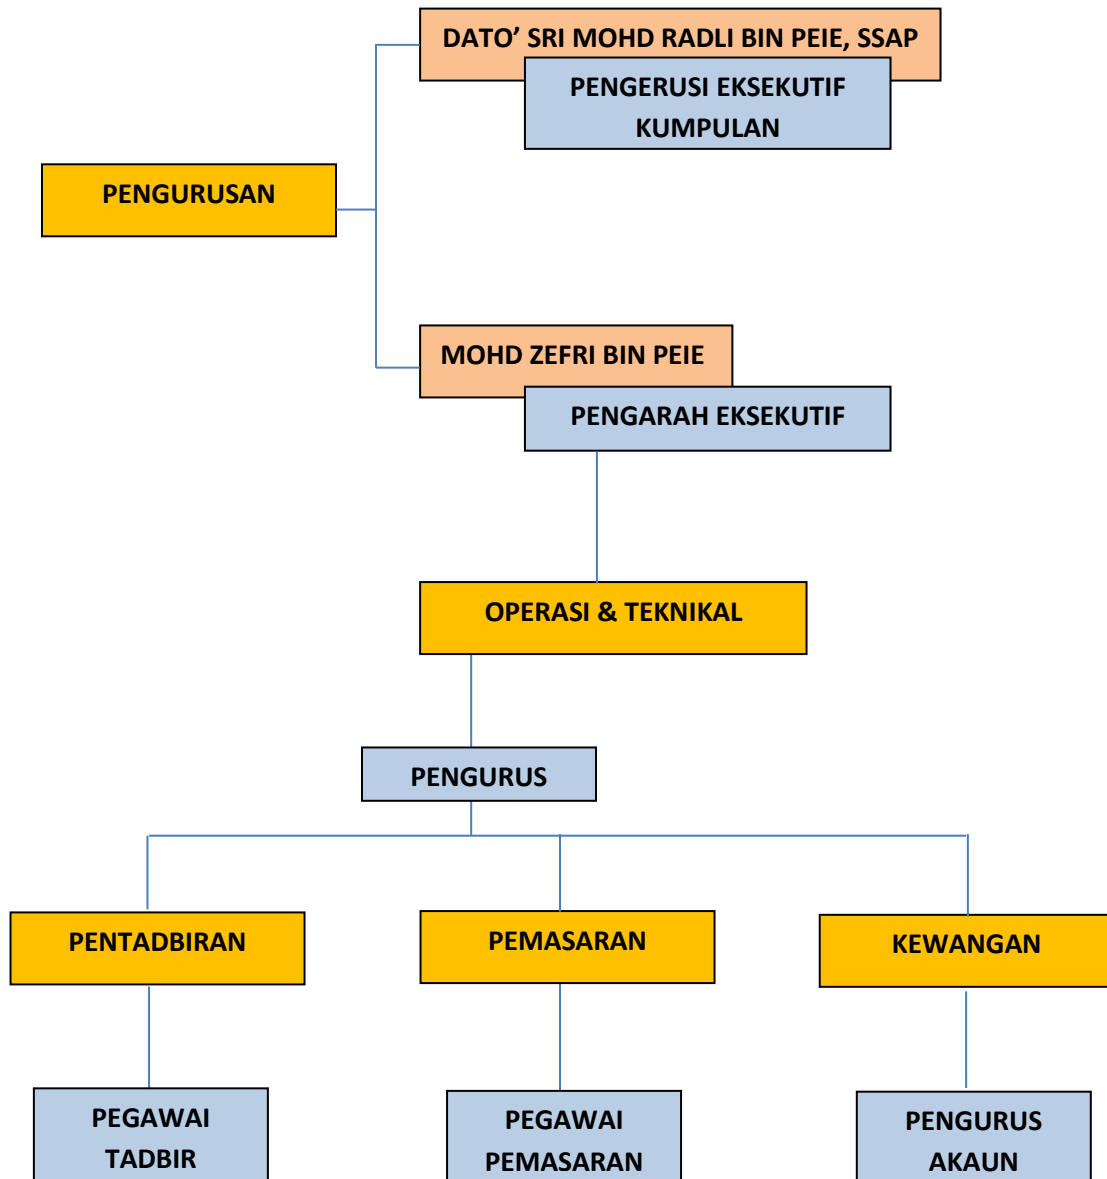 DATO’ SRI MOHD RADLI BIN PEIE, SSAP
PENGERUSI EKSEKUTIF
KUMPULAN
PENGURUSAN
MOHD ZEFRI BIN PEIE
PENGARAH EKSEKUTIF
OPERASI & TEKNIKAL
PENGURUS
PENTADBIRAN
PEMASARAN
KEWANGAN
PEGAWAI
TADBIR
PEGAWAI
PEMASARAN
PENGURUS
AKAUN